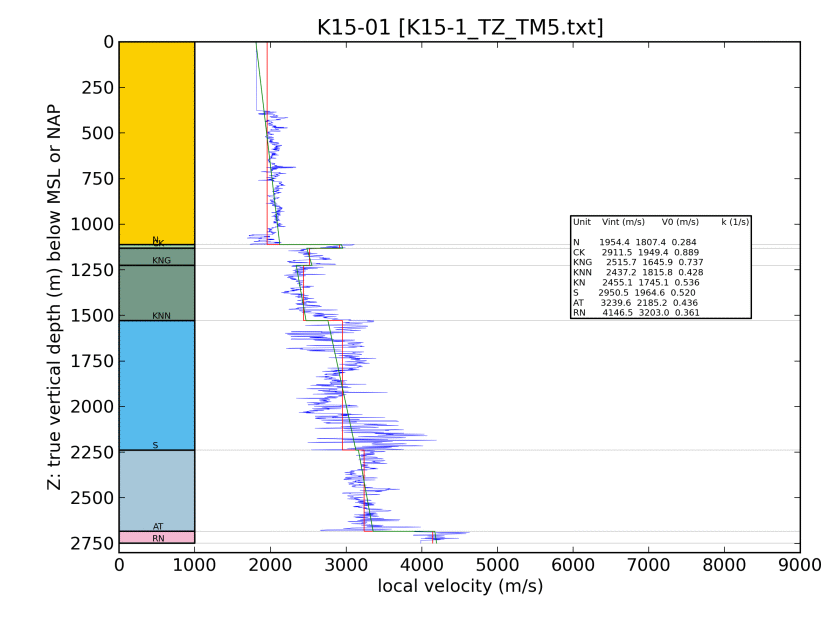 K15-01 [K15-1_TZ_TM5.txt]
Z: true vertical depth (m) below MSL or NAP
0
250
500
750
1000
1250
1500
1750
2000
2250
2500
2750
N
CK
KNG
KNN
S
AT
RN
Unit Vint (m/s) V0 (m/s) k (1/s)
N 1954.4 1807.4 0.284
CK 2911.5 1949.4 0.889
KNG 2515.7 1645.9 0.737
KNN 2437.2 1815.8 0.428
KN 2455.1 1745.1 0.536
S 2950.5 1964.6 0.520
AT 3239.6 2185.2 0.436
RN 4146.5 3203.0 0.361
0 1000 2000 3000 4000 5000 6000 7000 8000 9000
local velocity (m/s)